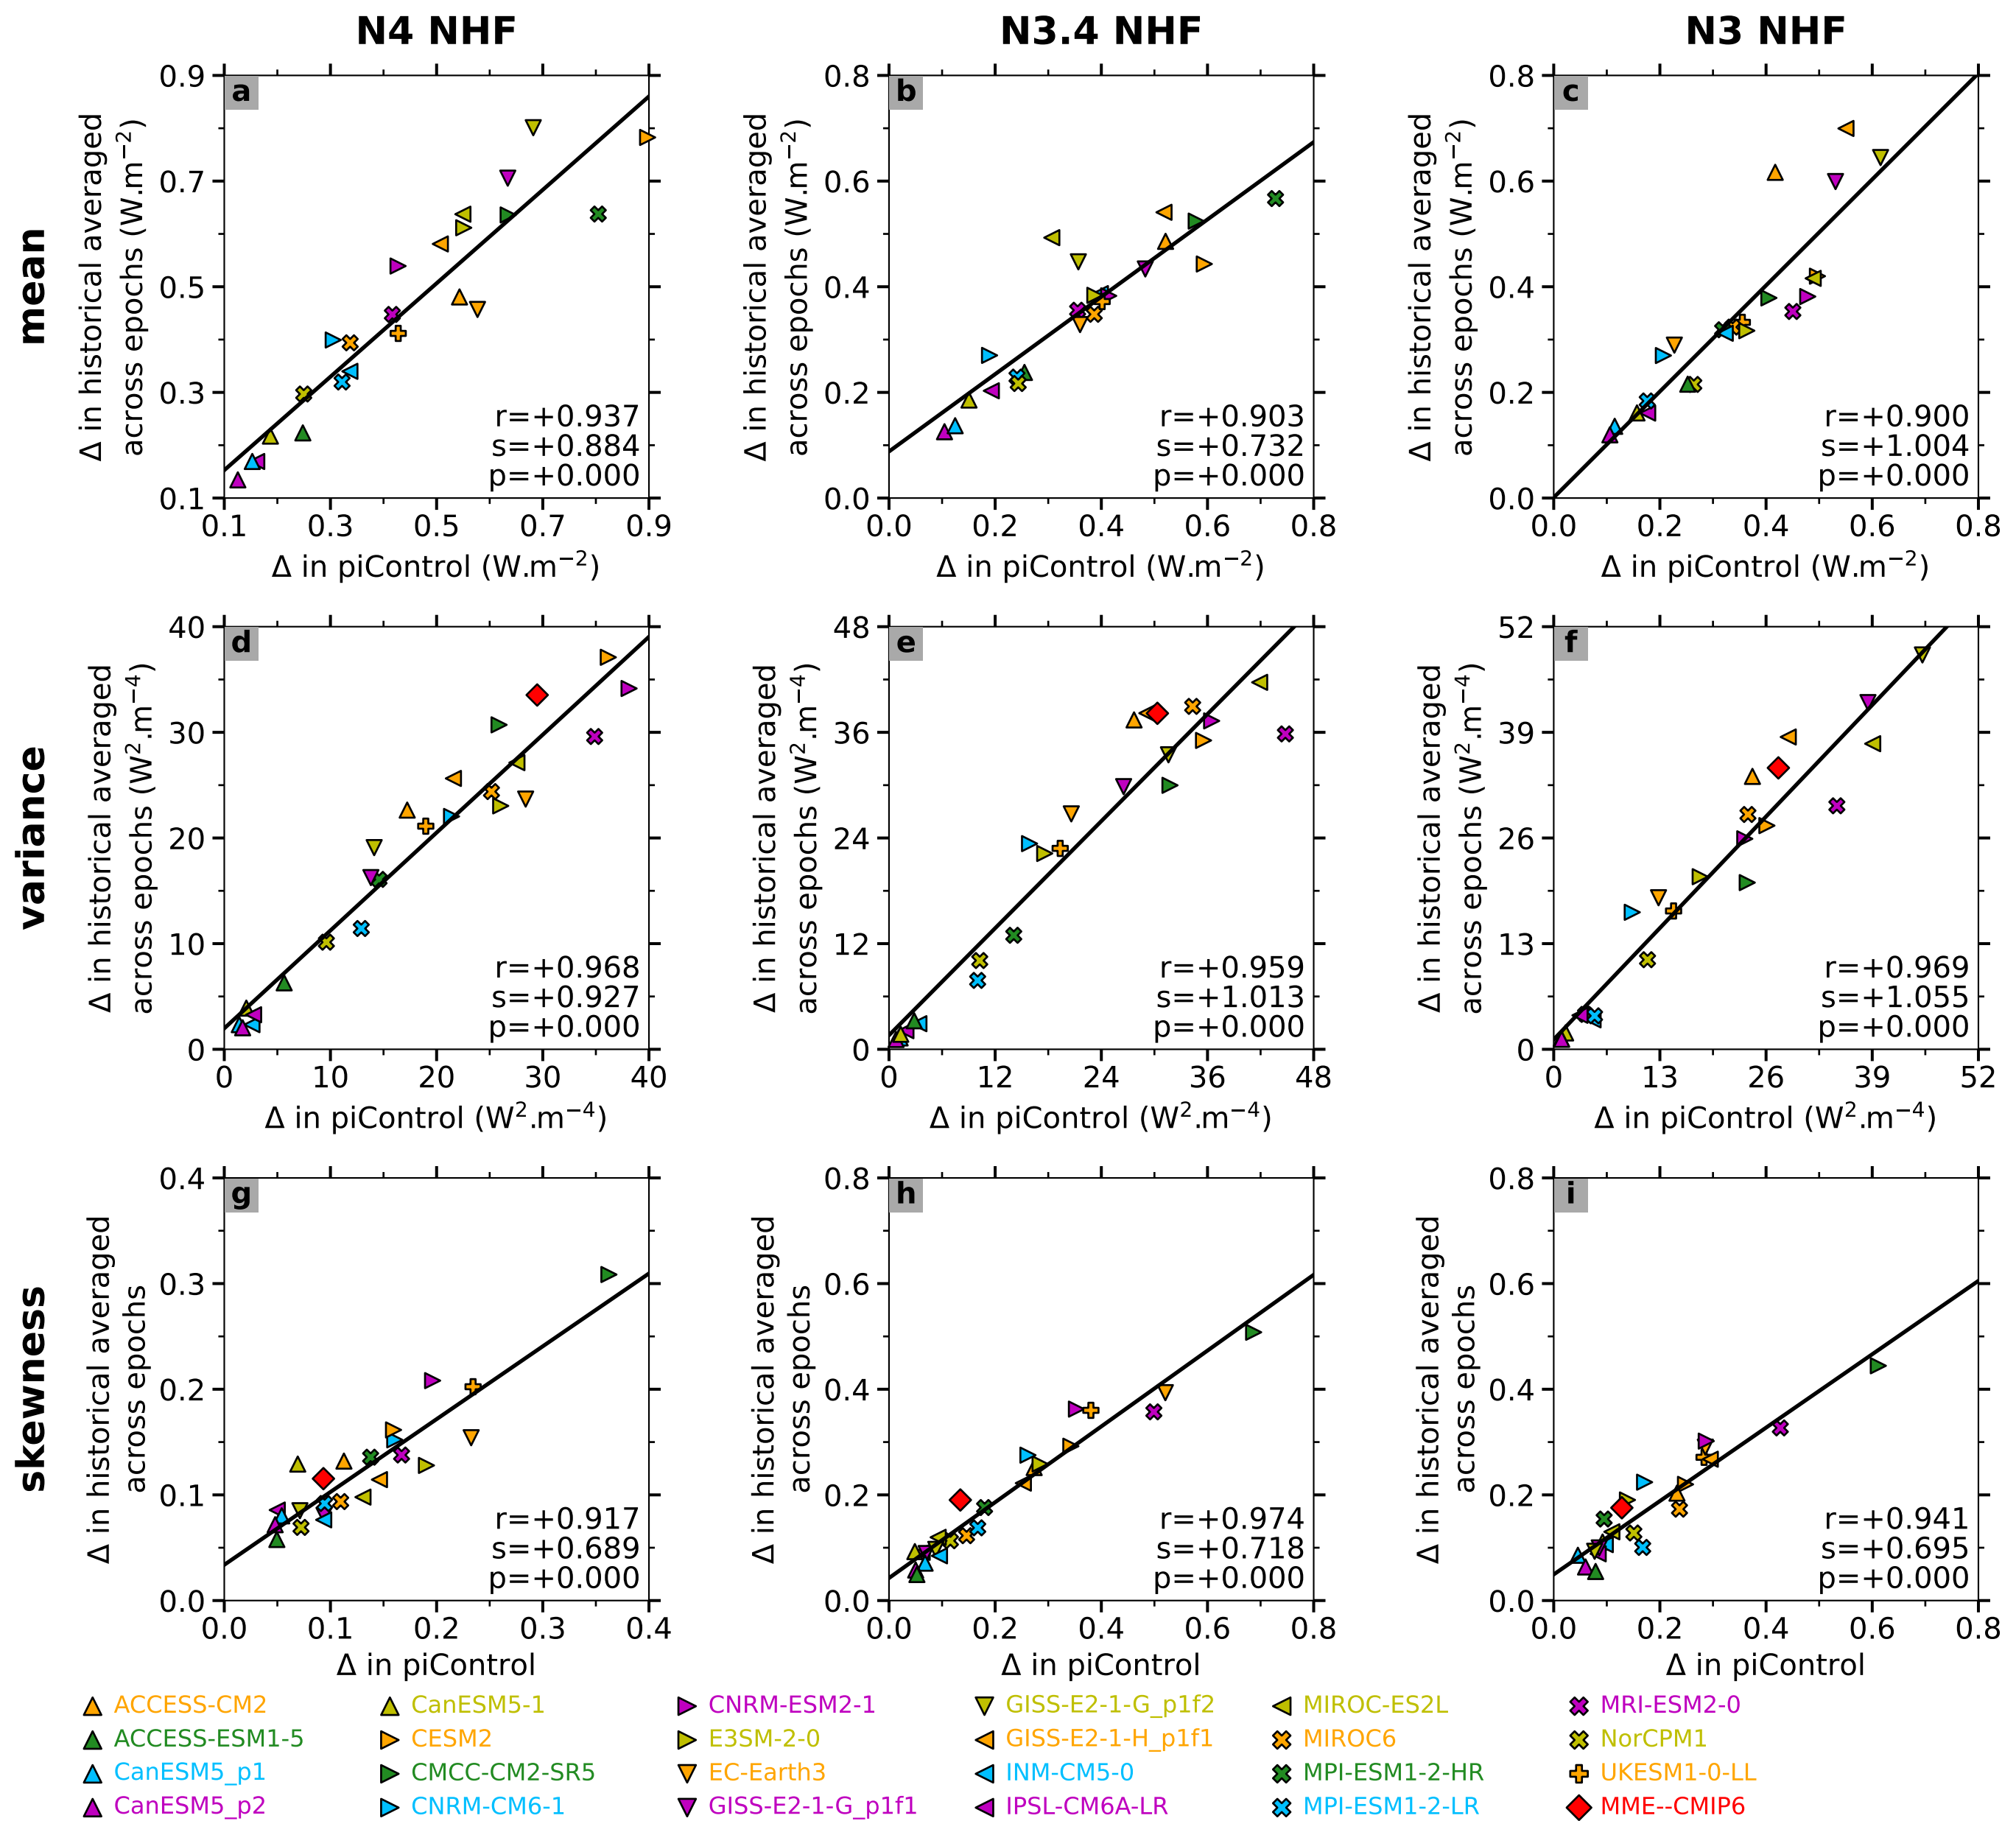 N4 NHF
N3.4 NHF
N3 NHF
mean
a
Δ in historical averaged
across epochs (W.m⁻²)
0.9
0.7
0.5
0.3
0.1
r=+0.937
s=+0.884
p=+0.000
0.1 0.3 0.5 0.7 0.9
Δ in piControl (W.m⁻²)
b
Δ in historical averaged
across epochs (W.m⁻²)
0.8
0.6
0.4
0.2
0.0
r=+0.903
s=+0.732
p=+0.000
0.0 0.2 0.4 0.6 0.8
Δ in piControl (W.m⁻²)
c
Δ in historical averaged
across epochs (W.m⁻²)
0.8
0.6
0.4
0.2
0.0
r=+0.900
s=+1.004
p=+0.000
0.0 0.2 0.4 0.6 0.8
Δ in piControl (W.m⁻²)
variance
d
Δ in historical averaged
across epochs (W².m⁻⁴)
40
30
20
10
0
r=+0.968
s=+0.927
p=+0.000
0 10 20 30 40
Δ in piControl (W².m⁻⁴)
e
Δ in historical averaged
across epochs (W².m⁻⁴)
48
36
24
12
0
r=+0.959
s=+1.013
p=+0.000
0 12 24 36 48
Δ in piControl (W².m⁻⁴)
f
Δ in historical averaged
across epochs (W².m⁻⁴)
52
39
26
13
0
r=+0.969
s=+1.055
p=+0.000
0 13 26 39 52
Δ in piControl (W².m⁻⁴)
skewness
g
Δ in historical averaged
across epochs
0.4
0.3
0.2
0.1
0.0
r=+0.917
s=+0.689
p=+0.000
0.0 0.1 0.2 0.3 0.4
Δ in piControl
h
Δ in historical averaged
across epochs
0.8
0.6
0.4
0.2
0.0
r=+0.974
s=+0.718
p=+0.000
0.0 0.2 0.4 0.6 0.8
Δ in piControl
i
Δ in historical averaged
across epochs
0.8
0.6
0.4
0.2
0.0
r=+0.941
s=+0.695
p=+0.000
0.0 0.2 0.4 0.6 0.8
Δ in piControl
ACCESS-CM2
ACCESS-ESM1-5
CanESM5_p1
CanESM5_p2
CanESM5-1
CESM2
CMCC-CM2-SR5
CNRM-CM6-1
CNRM-ESM2-1
E3SM-2-0
EC-Earth3
GISS-E2-1-G_p1f1
GISS-E2-1-G_p1f2
GISS-E2-1-H_p1f1
INM-CM5-0
IPSL-CM6A-LR
MIROC-ES2L
MIROC6
MPI-ESM1-2-HR
MPI-ESM1-2-LR
MRI-ESM2-0
NorCPM1
UKESM1-0-LL
MME--CMIP6